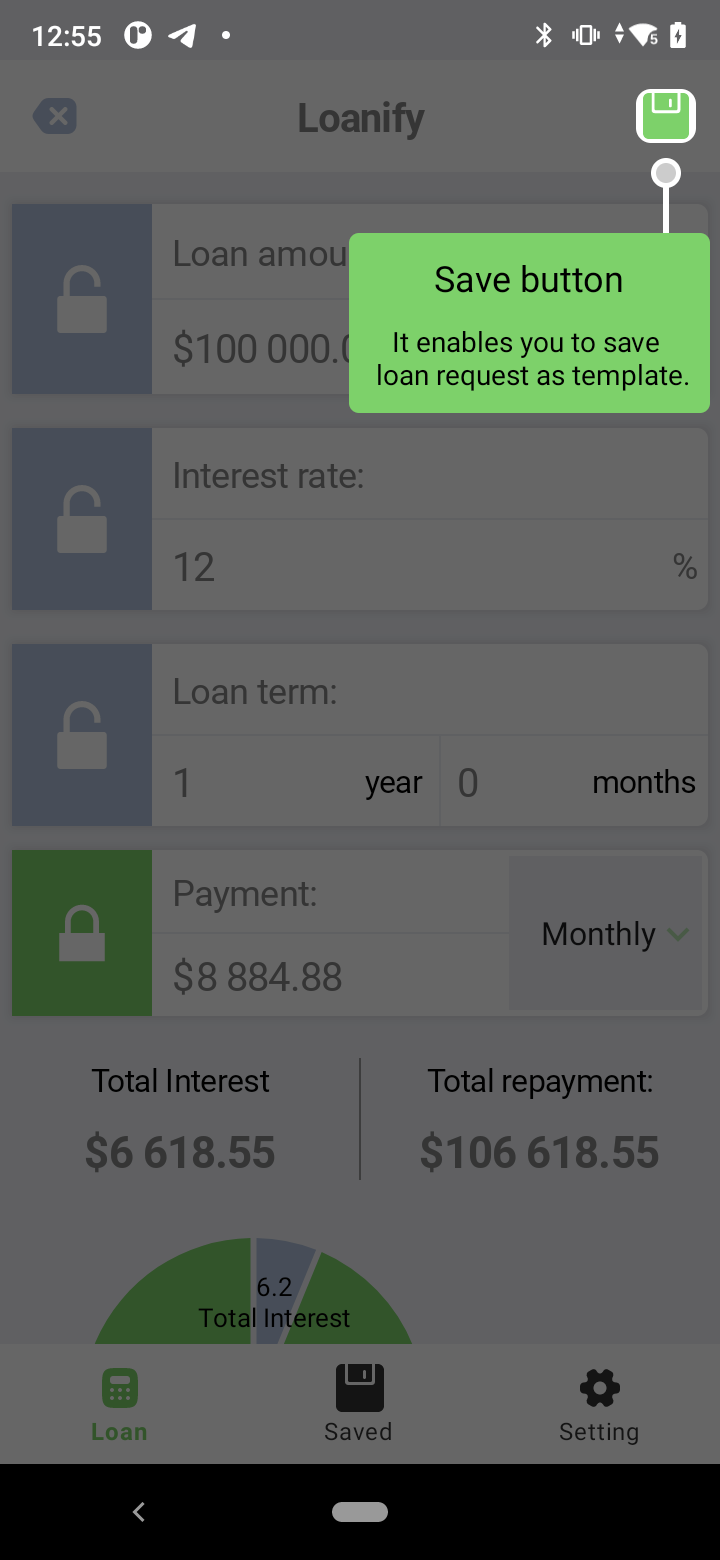 12:55
5
Loanify
Loan amou
$100 000.0
Save button
It enables you to save
loan request as template.
Interest rate:
12
%
Loan term:
1 year 0 months
Payment:
$8 884.88
Monthly
Total Interest
Total repayment:
$6 618.55
$106 618.55
6.2
Total Interest
Loan
Saved
Setting